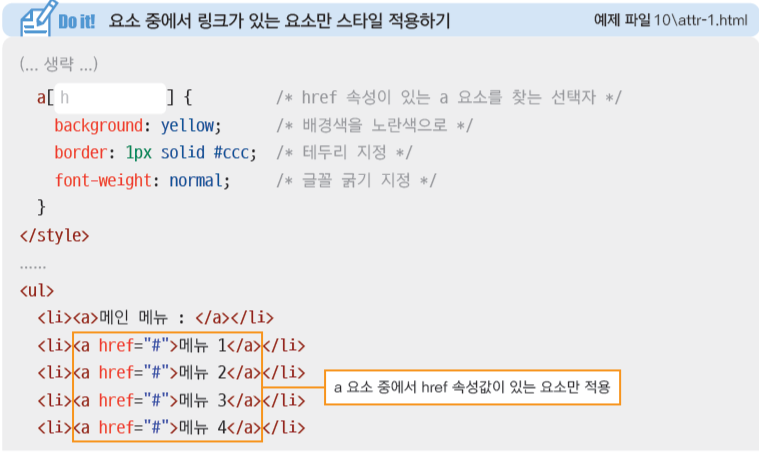 Do it! 요소 중에서 링크가 있는 요소만 스타일 적용하기 예제 파일 10\attr-1.html
(... 생략 ...)
a[ h ] { /* href 속성이 있는 a 요소를 찾는 선택자 */
background: yellow; /* 배경색을 노란색으로 */
border: 1px solid #ccc; /* 테두리 지정 */
font-weight: normal; /* 글꼴 굵기 지정 */
}
</style>
......
<ul>
<li><a>메인 메뉴 : </a></li>
<li><a href="#">메뉴 1</a></li>
<li><a href="#">메뉴 2</a></li>
<li><a href="#">메뉴 3</a></li>
<li><a href="#">메뉴 4</a></li>
a 요소 중에서 href 속성값이 있는 요소만 적용